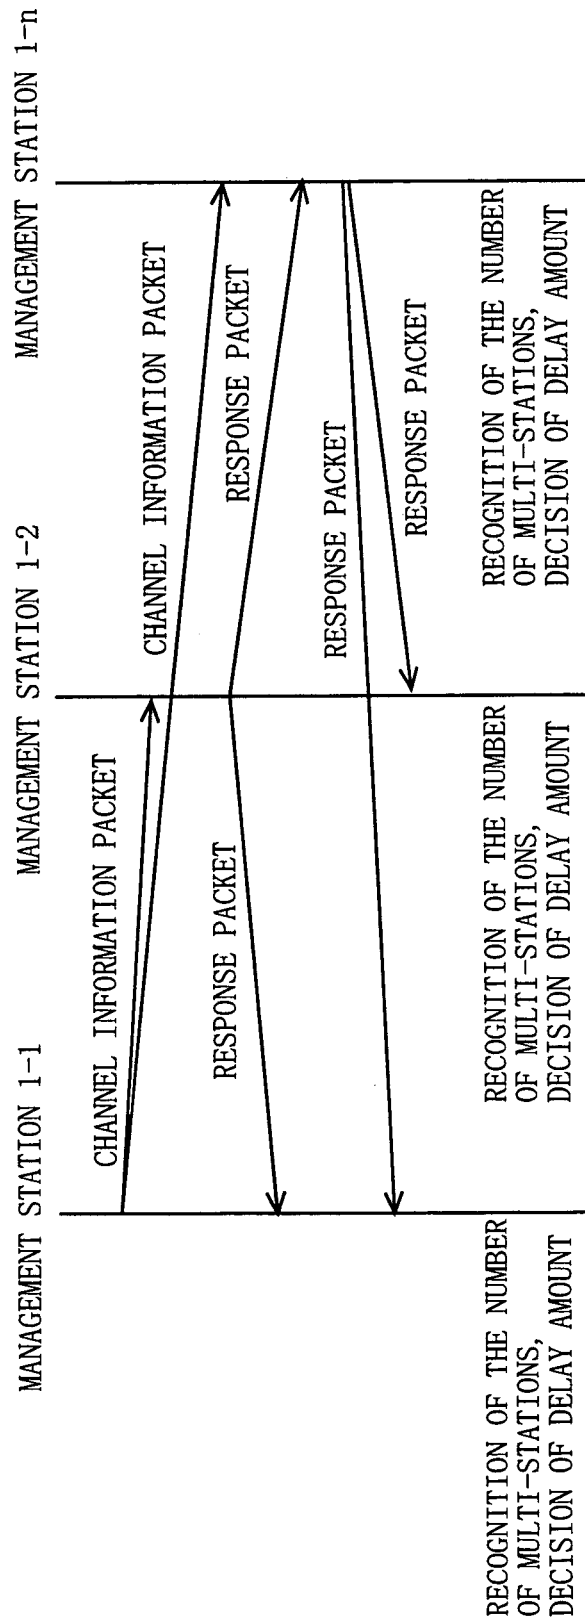 MANAGEMENT STATION 1-1
MANAGEMENT STATION 1-2
MANAGEMENT STATION 1-n
CHANNEL INFORMATION PACKET
CHANNEL INFORMATION PACKET
RESPONSE PACKET
RESPONSE PACKET
RESPONSE PACKET
RESPONSE PACKET
RECOGNITION OF THE NUMBER
OF MULTI-STATIONS,
DECISION OF DELAY AMOUNT
RECOGNITION OF THE NUMBER
OF MULTI-STATIONS,
DECISION OF DELAY AMOUNT
RECOGNITION OF THE NUMBER
OF MULTI-STATIONS,
DECISION OF DELAY AMOUNT